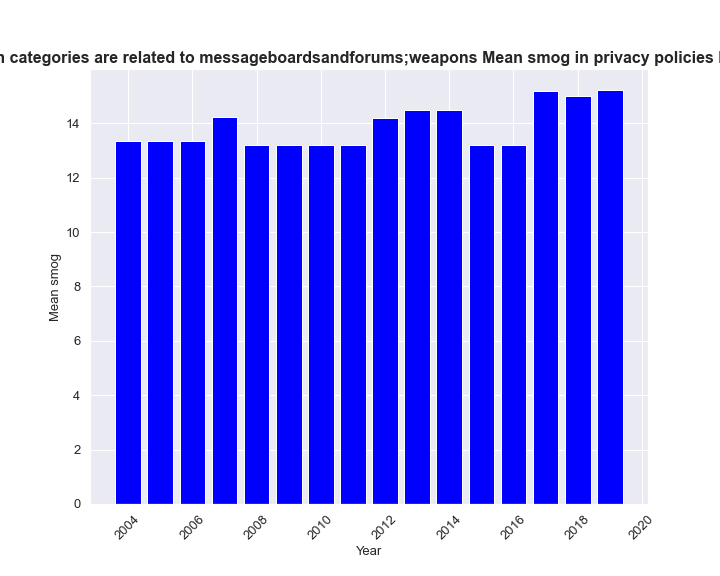 categories are related to messageboardsandforums;weapons Mean smog in privacy policies
14
12
10
8
6
4
2
0
Mean smog
2004 2006 2008 2010 2012 2014 2016 2018 2020
Year